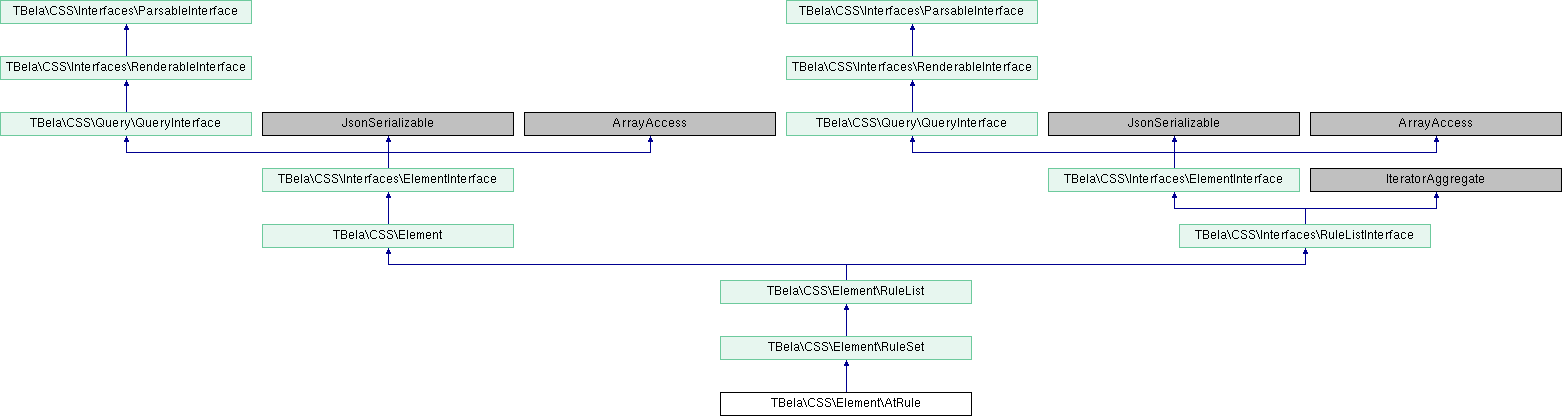 TBela\CSS\Interfaces\ParsableInterface
TBela\CSS\Interfaces\ParsableInterface
TBela\CSS\Interfaces\RenderableInterface
TBela\CSS\Interfaces\RenderableInterface
TBela\CSS\Query\QueryInterface
JsonSerializable
ArrayAccess
TBela\CSS\Query\QueryInterface
JsonSerializable
ArrayAccess
TBela\CSS\Interfaces\ElementInterface
TBela\CSS\Interfaces\ElementInterface
IteratorAggregate
TBela\CSS\Element
TBela\CSS\Interfaces\RuleListInterface
TBela\CSS\Element\RuleList
TBela\CSS\Element\RuleSet
TBela\CSS\Element\AtRule